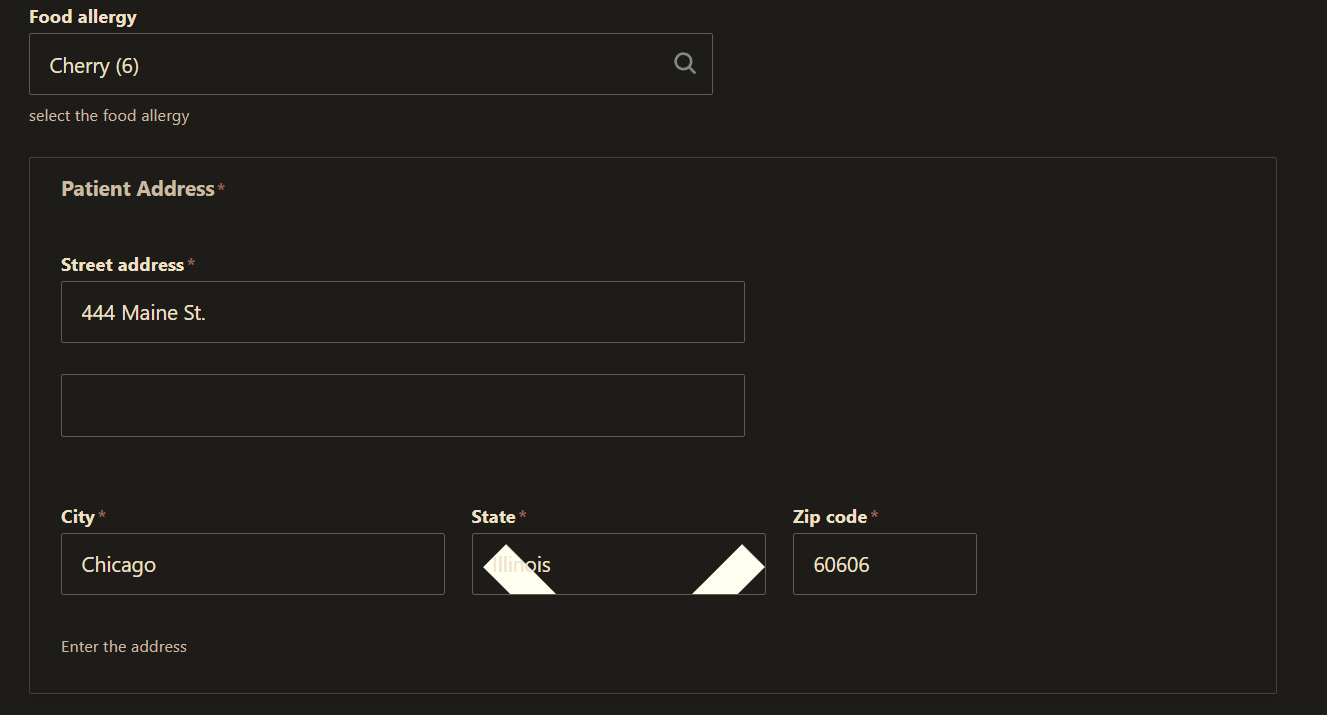 Food allergy
Cherry (6)
select the food allergy
Patient Address*
Street address*
444 Maine St.
City* State* Zip code*
Chicago Illinois 60606
Enter the address